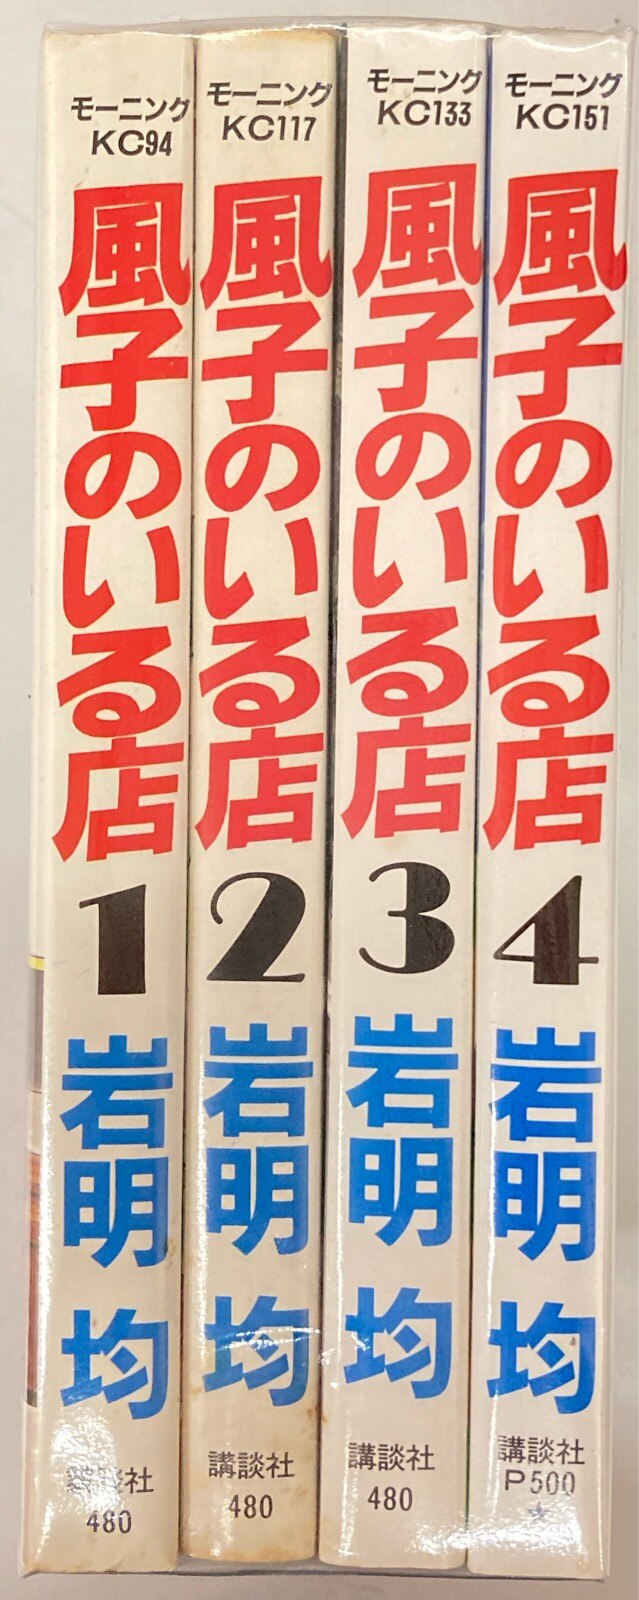 モーニング
KC94
風子のいる店
1
岩明 均
講談社
480
モーニング
KC117
風子のいる店
2
岩明 均
講談社
480
モーニング
KC133
風子のいる店
3
岩明 均
講談社
480
モーニング
KC151
風子のいる店
4
岩明 均
講談社
P500